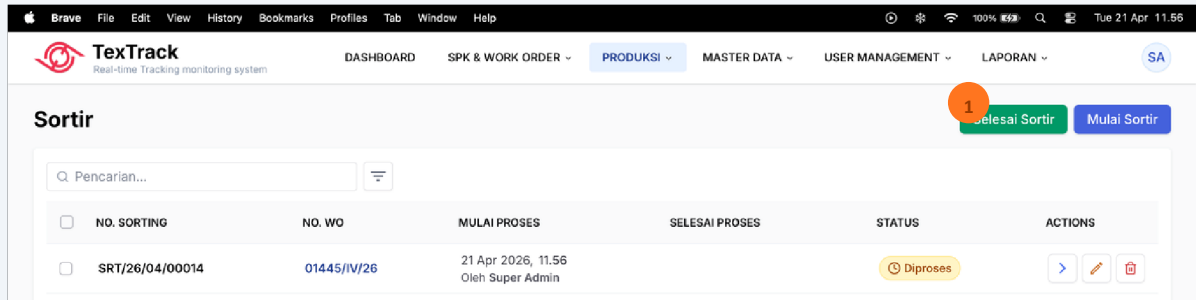 Brave File Edit View History Bookmarks Profiles Tab Window Help 100% Tue 21 Apr 11.56
TexTrack
Real-time Tracking monitoring system
DASHBOARD SPK & WORK ORDER PRODUKSI MASTER DATA USER MANAGEMENT LAPORAN SA
Sortir
1 Selesai Sortir Mulai Sortir
Pencarian...
NO. SORTING NO. WO MULAI PROSES SELESAI PROSES STATUS ACTIONS
SRT/26/04/00014 01445/IV/26 21 Apr 2026, 11.56 Diproses
Oleh Super Admin